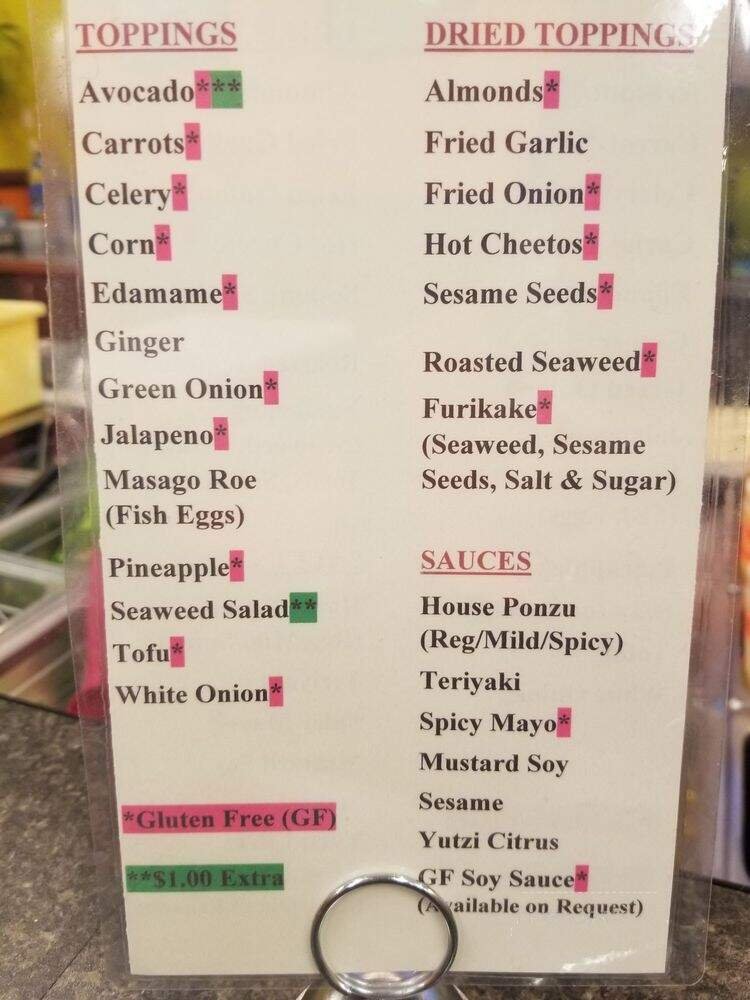 TOPPINGS
Avocado***
Carrots*
Celery*
Corn*
Edamame*
Ginger
Green Onion*
Jalapeno*
Masago Roe
(Fish Eggs)
Pineapple*
Seaweed Salad**
Tofu*
White Onion*
*Gluten Free (GF)
**$1.00 Extra
DRIED TOPPINGS
Almonds*
Fried Garlic
Fried Onion*
Hot Cheetos*
Sesame Seeds*
Roasted Seaweed*
Furikake*
(Seaweed, Sesame
Seeds, Salt & Sugar)
SAUCES
House Ponzu
(Reg/Mild/Spicy)
Teriyaki
Spicy Mayo*
Mustard Soy
Sesame
Yutzi Citrus
GF Soy Sauce*
(Available on Request)